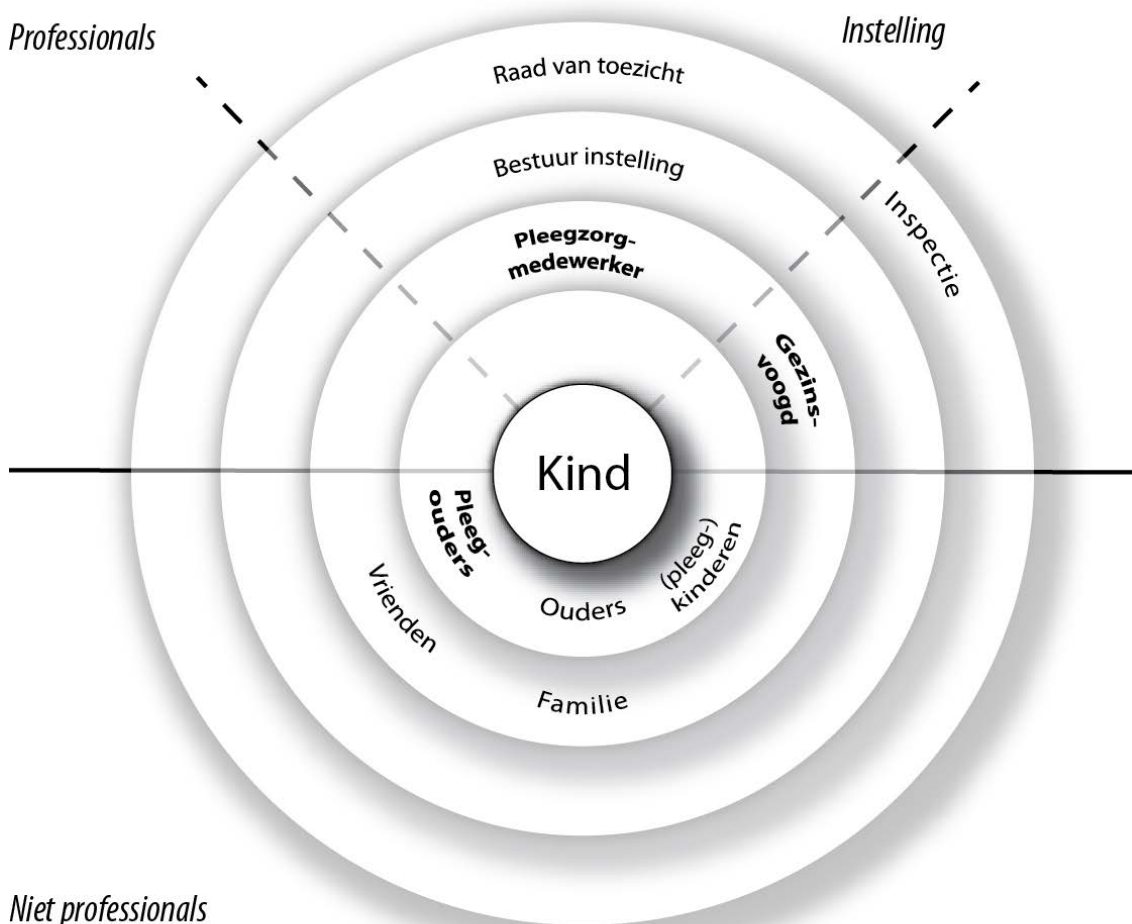 Professionals
Instelling
Raad van toezicht
Bestuur instelling
Inspectie
Pleegzorg-
medewerker
Gezins-
voogd
Kind
Pleeg-
ouders
(pleeg-)
kinderen
Ouders
Vrienden
Familie
Niet professionals